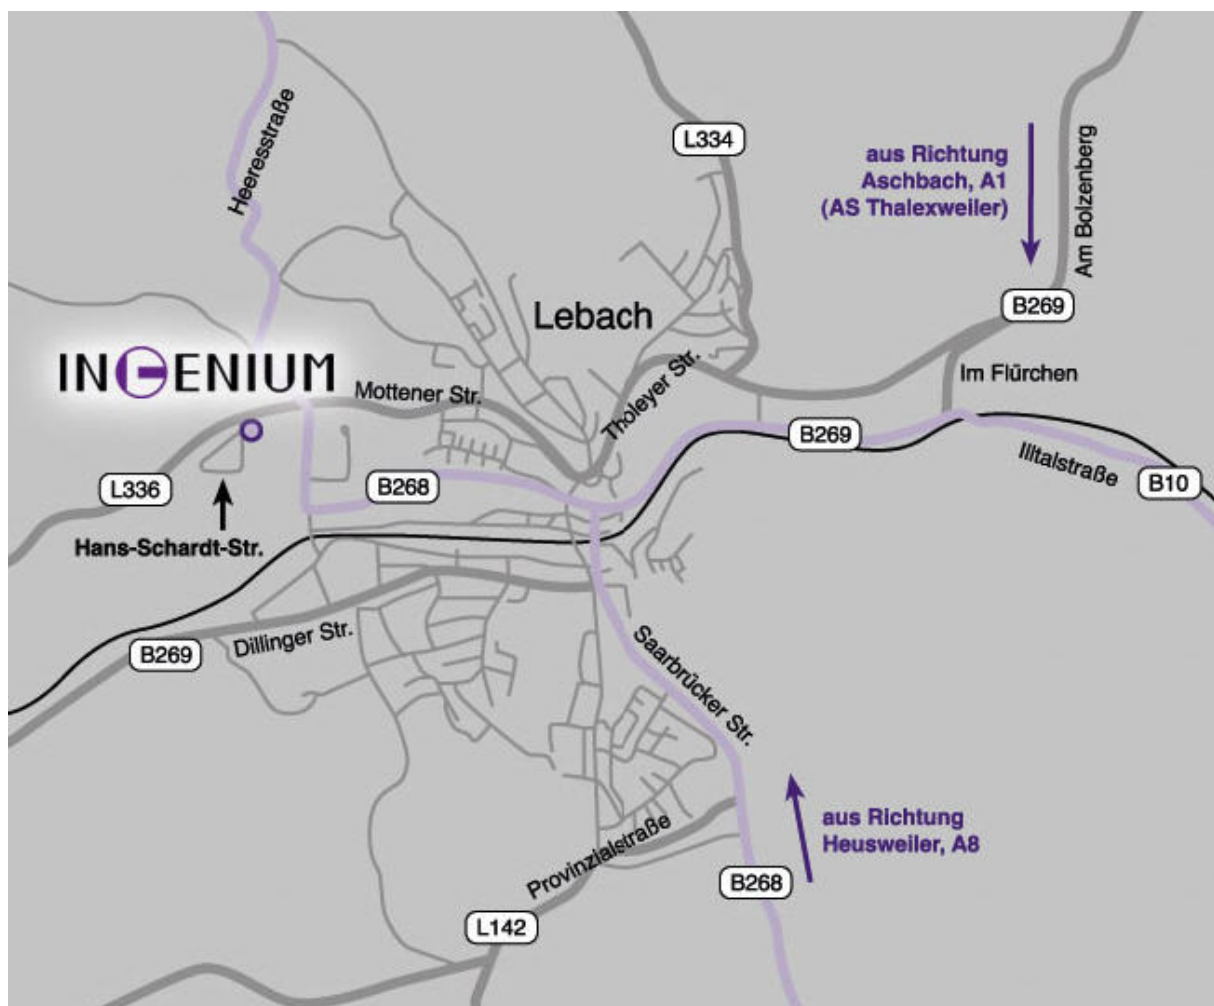 Heeresstraße
L334
aus Richtung
Aschbach, A1
(AS Thalexweiler)
Am Bolzenberg
B269
Lebach
INGENIUM
Mottener Str.
Tholeyer Str.
Im Flürchen
B269
Illtalstraße
B10
L336
B268
Hans-Schardt-Str.
B269
Dillinger Str.
Saarbrücker Str.
aus Richtung
Heusweiler, A8
Provinzialstraße
B268
L142